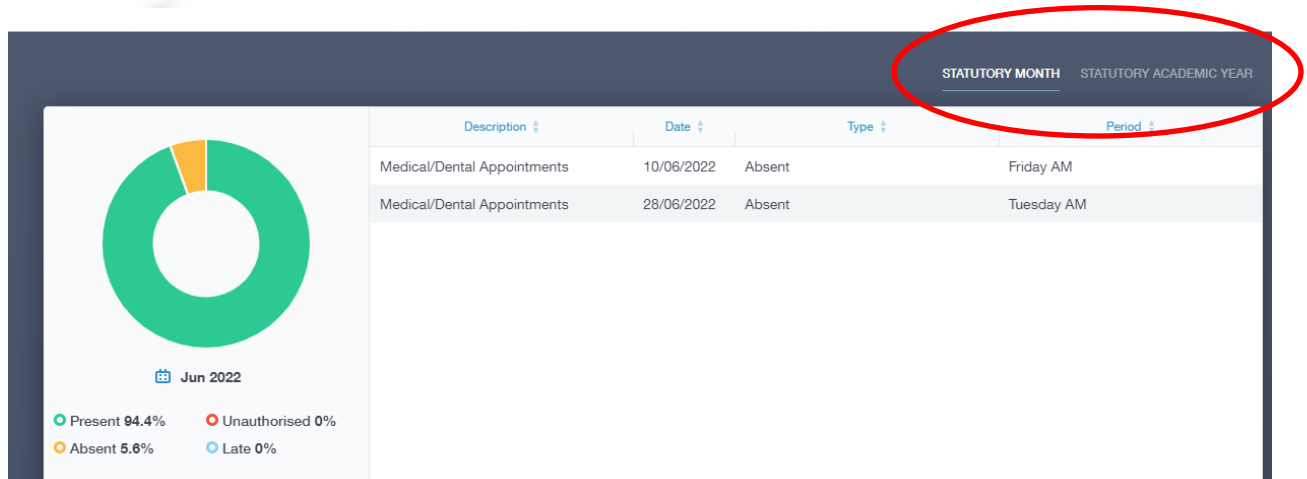 STATUTORY MONTH STATUTORY ACADEMIC YEAR
Description Date Type Period
Medical/Dental Appointments 10/06/2022 Absent Friday AM
Medical/Dental Appointments 28/06/2022 Absent Tuesday AM
Jun 2022
Present 94.4% Unauthorised 0%
Absent 5.6% Late 0%